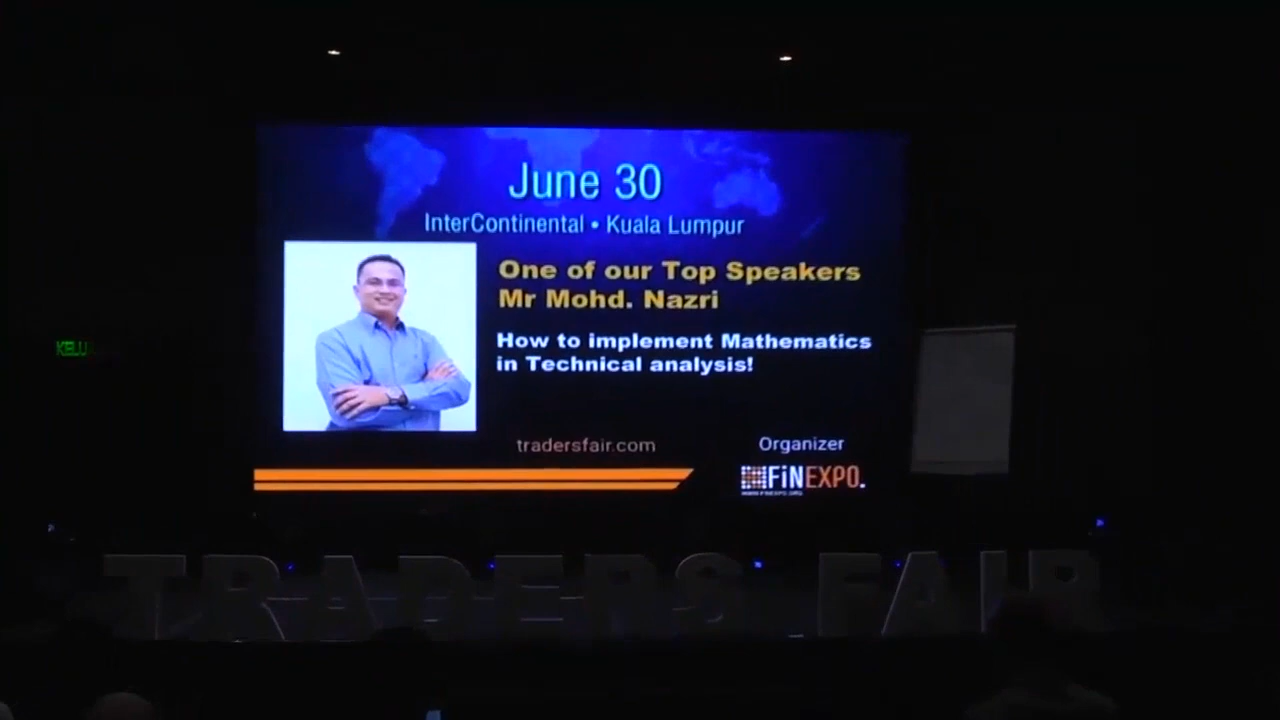 June 30
InterContinental • Kuala Lumpur
One of our Top Speakers
Mr Mohd. Nazri
How to implement Mathematics
in Technical analysis!
tradersfair.com
Organizer
FiNEXPO.
KELU
TRADERS FAIR